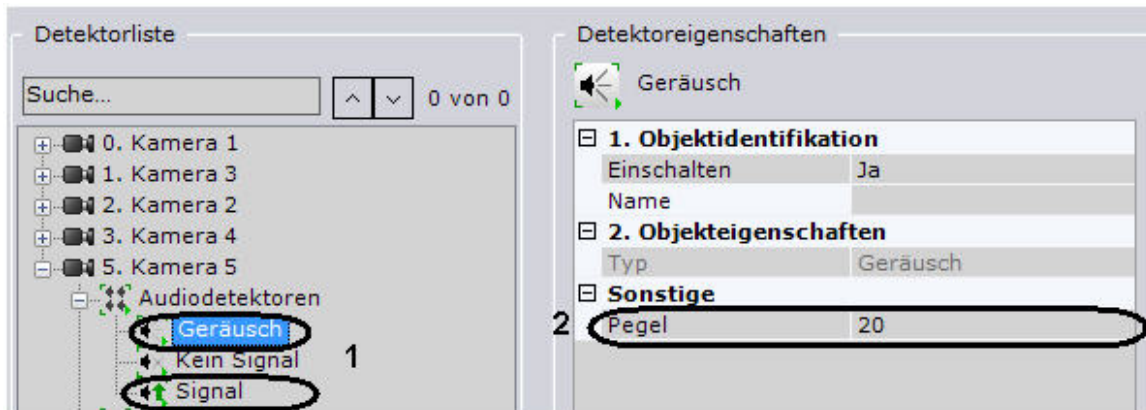 Detektorliste
Suche...
0 von 0
0. Kamera 1
1. Kamera 3
2. Kamera 2
3. Kamera 4
5. Kamera 5
Audiodetektoren
Geräusch
Kein Signal
1
Signal
Detektoreigenschaften
Geräusch
1. Objektidentifikation
Einschalten Ja
Name
2. Objekteigenschaften
Typ Geräusch
Sonstige
2 Pegel 20